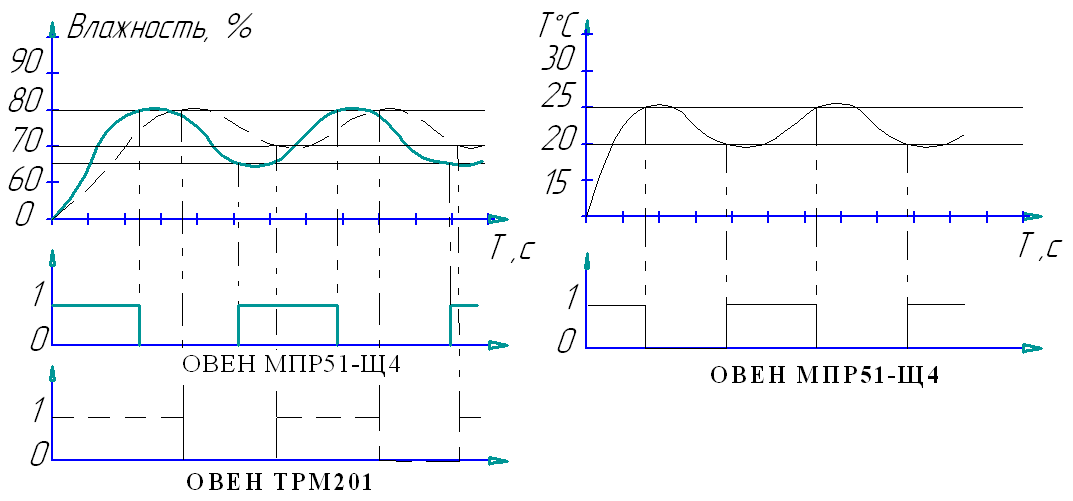 Влажность, %
90
80
70
60
0
T, с
1
0
ОВЕН МПР51-Щ4
1
0
ОВЕН ТРМ201
T°C
30
25
20
15
T, с
1
0
ОВЕН МПР51-Щ4